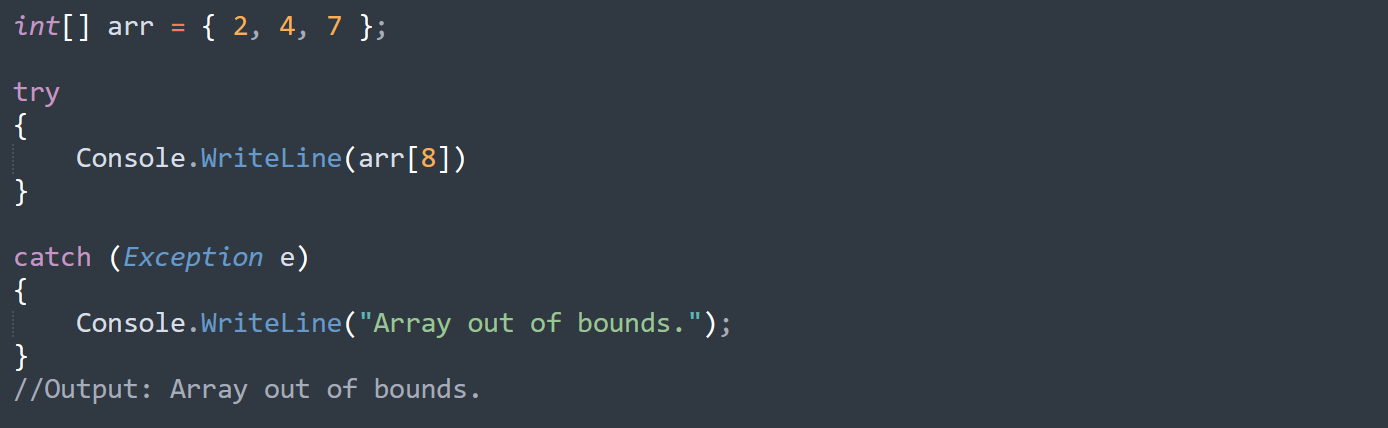 int[] arr = { 2, 4, 7 };
try
{
    Console.WriteLine(arr[8])
}
catch (Exception e)
{
    Console.WriteLine("Array out of bounds.");
}
//Output: Array out of bounds.